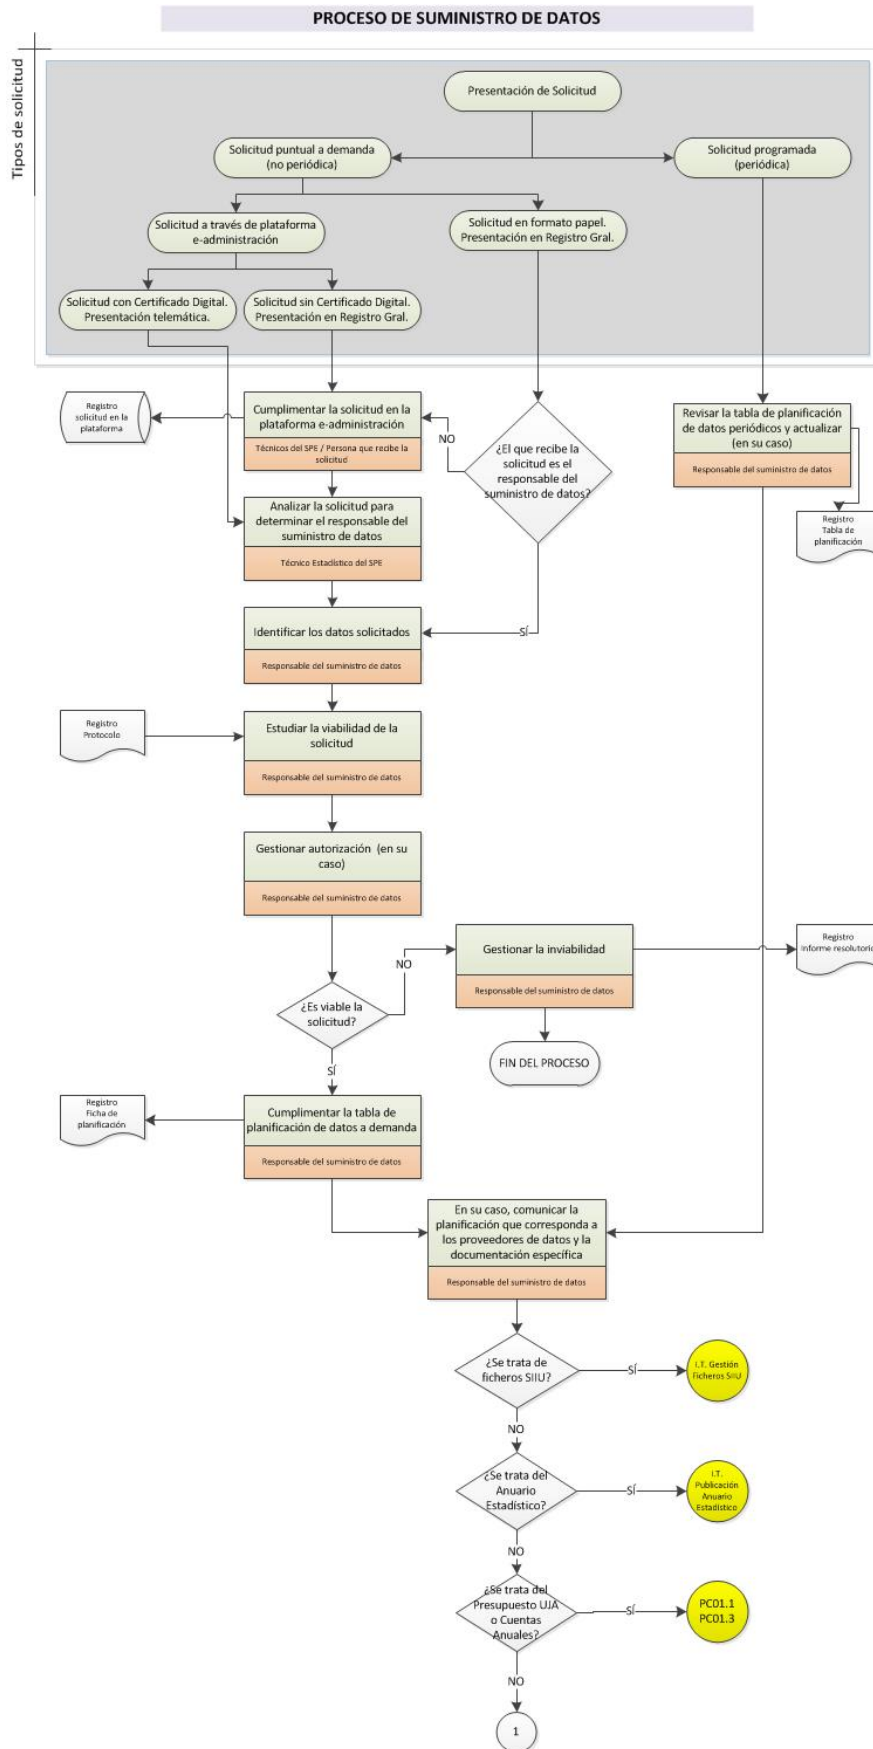 PROCESO DE SUMINISTRO DE DATOS
Tipos de solicitud
Presentación de Solicitud
Solicitud puntual a demanda
(no periódica)
Solicitud programada
(periódica)
Solicitud a través de plataforma
e-administración
Solicitud en formato papel.
Presentación en Registro Gral.
Solicitud con Certificado Digital.
Presentación telemática.
Solicitud sin Certificado Digital.
Presentación en Registro Gral.
Registro
solicitud en la
plataforma
Cumplimentar la solicitud en la
plataforma e-administración
Técnicos del SPE / Persona que recibe la
solicitud
NO
¿El que recibe la
solicitud es el
responsable del
suministro de datos?
Revisar la tabla de planificación
de datos periódicos y actualizar
(en su caso)
Responsable del suministro de datos
Registro
Tabla de
planificación
Analizar la solicitud para
determinar el responsable del
suministro de datos
Técnico Estadístico del SPE
Identificar los datos solicitados
Responsable del suministro de datos
SÍ
Registro
Protocolo
Estudiar la viabilidad de la
solicitud
Responsable del suministro de datos
Gestionar autorización (en su
caso)
Responsable del suministro de datos
NO
Gestionar la inviabilidad
Responsable del suministro de datos
Registro
Informe resolutorio
¿Es viable la
solicitud?
FIN DEL PROCESO
SÍ
Registro
Ficha de
planificación
Cumplimentar la tabla de
planificación de datos a demanda
Responsable del suministro de datos
En su caso, comunicar la
planificación que corresponda a
los proveedores de datos y la
documentación específica
Responsable del suministro de datos
¿Se trata de
ficheros SIIU?
SÍ
I.T. Gestión
Ficheros SIIU
NO
¿Se trata del
Anuario
Estadístico?
SÍ
I.T.
Publicación
Anuario
Estadístico
NO
¿Se trata del
Presupuesto UJA
o Cuentas
Anuales?
SÍ
PC01.1
PC01.3
NO
1